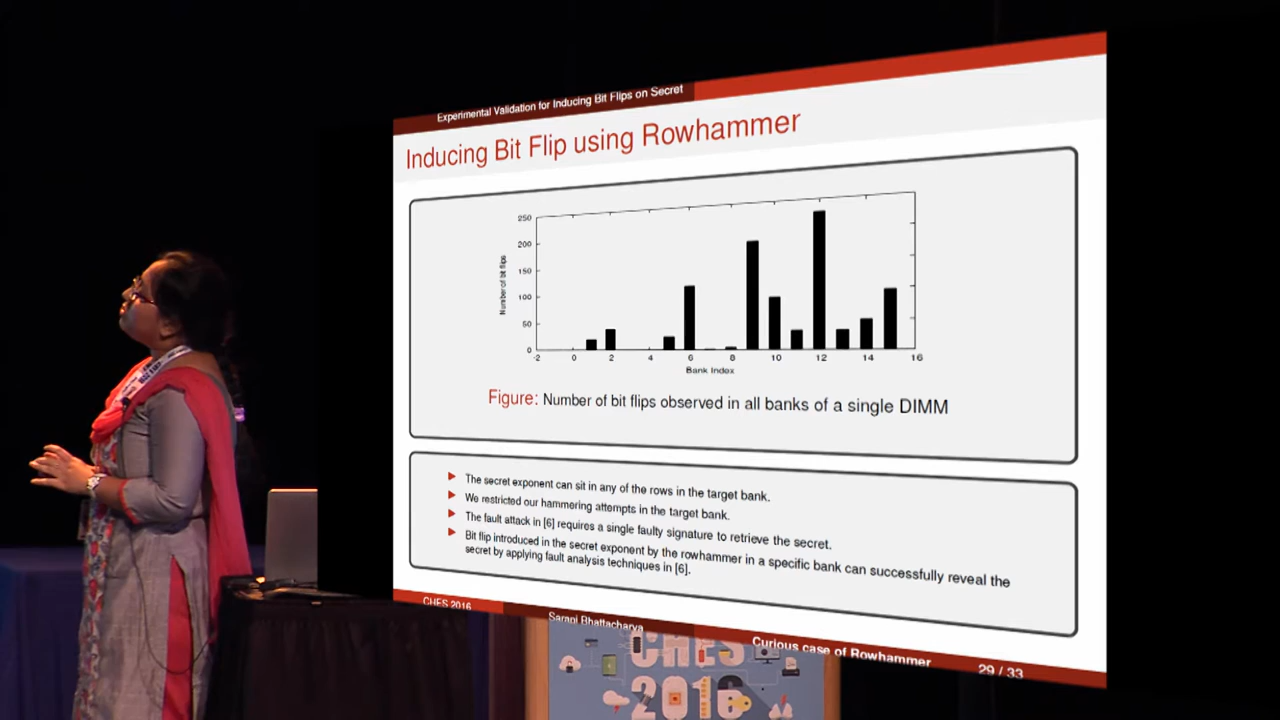 Experimental Validation for Inducing Bit Flips on Secret
Inducing Bit Flip using Rowhammer
250
200
150
100
50
0
Number of bit flips
-2 0 2 4 6 8 10 12 14 16
Bank Index
Figure: Number of bit flips observed in all banks of a single DIMM
The secret exponent can sit in any of the rows in the target bank.
We restricted our hammering attempts in the target bank.
The fault attack in [6] requires a single faulty signature to retrieve the secret.
Bit flip introduced in the secret exponent by the rowhammer in a specific bank can successfully reveal the
secret by applying fault analysis techniques in [6].
CHES 2016 Sarani Bhattacharya Curious case of Rowhammer 29 / 33
CHES
2016